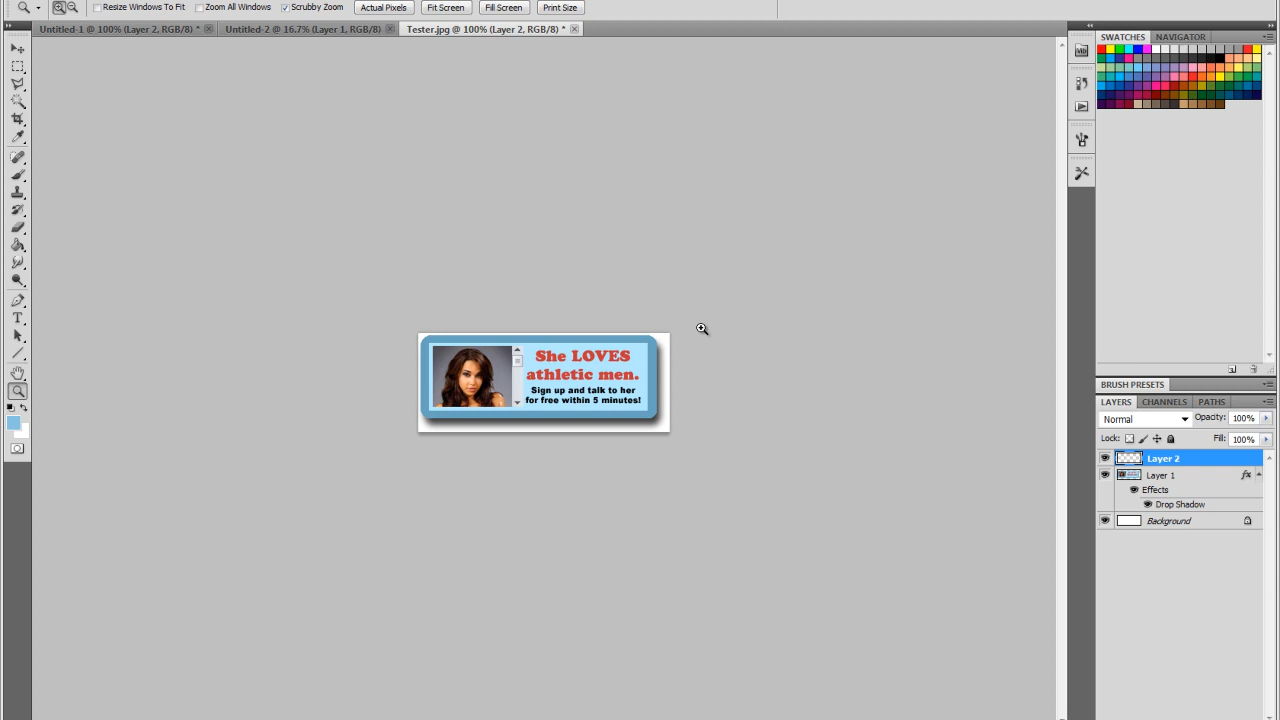 Resize Windows To Fit
Zoom All Windows
Scrubby Zoom
Actual Pixels
Fit Screen
Fill Screen
Print Size
Untitled-1 @ 100% (Layer 2, RGB/8) *
Untitled-2 @ 16.7% (Layer 1, RGB/8)
Tester.jpg @ 100% (Layer 2, RGB/8) *
SWATCHES
NAVIGATOR
She LOVES
athletic men.
Sign up and talk to her
for free within 5 minutes!
BRUSH PRESETS
LAYERS
CHANNELS
PATHS
Normal
Opacity: 100%
Lock:
Fill: 100%
Layer 2
Layer 1
fx
Effects
Drop Shadow
Background